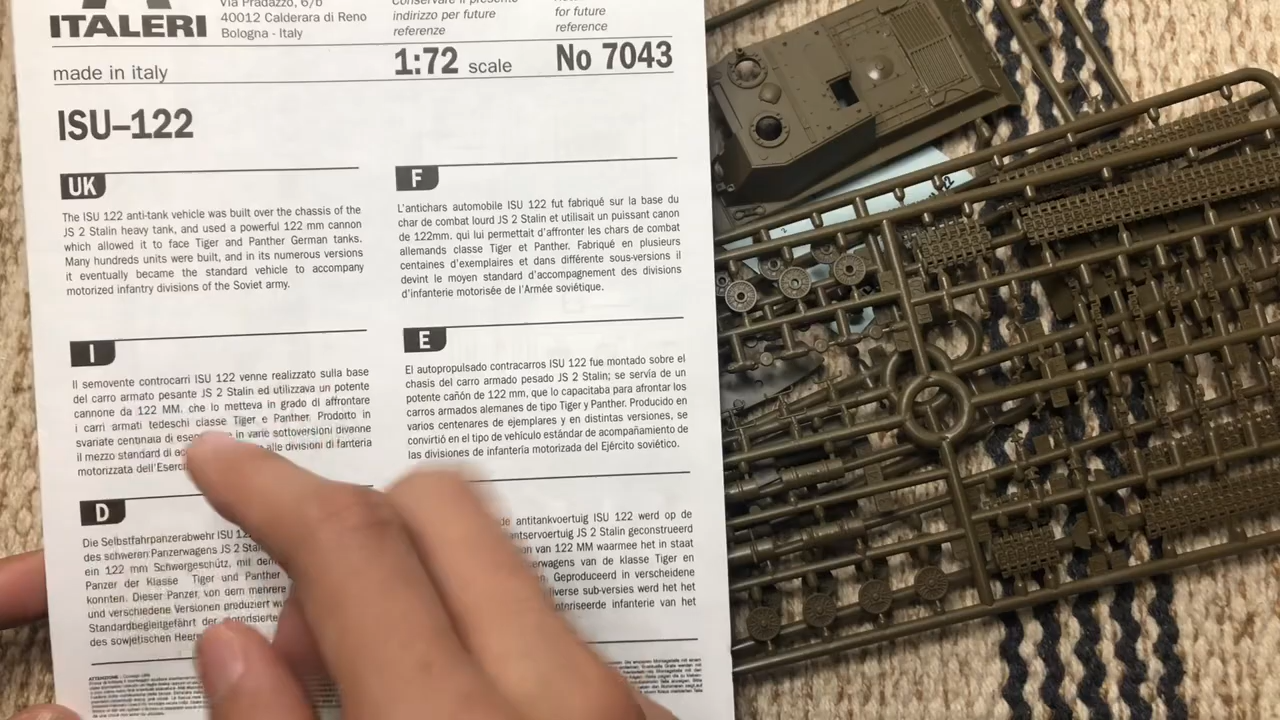 ITALERI
Via Pradazzo, 6/b
40012 Calderara di Reno
Bologna - Italy
Conservare il presente
indirizzo per future
referenze
for future
reference
made in italy
1:72 scale
No 7043
ISU–122
UK
The ISU 122 anti-tank vehicle was built over the chassis of the
JS 2 Stalin heavy tank, and used a powerful 122 mm cannon
which allowed it to face Tiger and Panther German tanks.
Many hundreds units were built, and in its numerous versions
it eventually became the standard vehicle to accompany
motorized infantry divisions of the Soviet army.
F
L'antichars automobile ISU 122 fut fabriqué sur la base du
char de combat lourd JS 2 Stalin et utilisait un puissant canon
de 122mm, qui lui permettait d'affronter les chars de combat
allemands classe Tiger et Panther. Fabriqué en plusieurs
centaines d'exemplaires et dans différente sous-versions il
devint le moyen standard d'accompagnement des divisions
d'infanterie motorisée de l'Armée soviétique.
I
Il semovente controcarri ISU 122 venne realizzato sulla base
del carro armato pesante JS 2 Stalin ed utilizzava un potente
cannone da 122 MM, che lo metteva in grado di affrontare
i carri armati tedeschi classe Tiger e Panther. Prodotto in
svariate centinaia di in varie sottoversioni divenne
il mezzo standard di alle divisioni di fanteria
motorizzata
E
El autopropulsado contracarros ISU 122 fue montado sobre el
chasis del carro armado pesado JS 2 Stalin; se servía de un
potente cañón de 122 mm, que lo capacitaba para afrontar los
carros armados alemanes de tipo Tiger y Panther. Producido en
varios centenares de ejemplares y en distintas versiones, se
convirtió en el tipo de vehículo estándar de acompañamiento de
las divisiones de infantería motorizada del Ejército soviético.
D
Die Selbstfahrpanzerabwehr ISU
des schweren Panzerwagens JS 2
ein 122 mm Schwergeschütz, mit dem
Panzer der Klasse Tiger und Panther
konnten. Dieser Panzer, von dem mehrere
und verschiedene Versionen produziert
Standardbegleitgefährt der
des sowjetischen
antitankvoertuig ISU 122 werd op de
JS 2 Stalin geconstrueerd
van 122 MM waarmee het in staat
van de klasse Tiger en
Geproduceerd in verscheidene
sub-versies werd het het
infanterie van het
ATTENZIONE